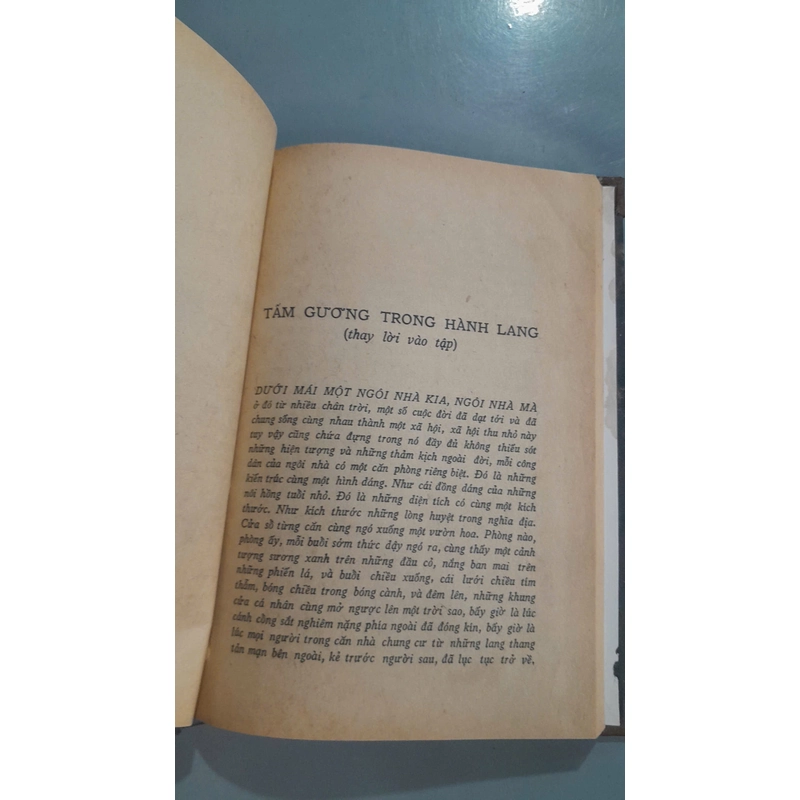 TẤM GƯƠNG TRONG HÀNH LANG
(thay lời vào tập)
DƯỚI MÁI MỘT NGÓI NHÀ KIA, NGÓI NHÀ MÀ
ở đó từ nhiều chân trời, một số cuộc đời đã dạt tới và đã
chung sống cùng nhau thành một xã hội, xã hội thu nhỏ này
tuy vậy cũng chứa đựng trong nó đầy đủ không thiếu sót
những hiện tượng và những thảm kịch ngoài đời, mỗi công
dân của ngôi nhà có một căn phòng riêng biệt. Đó là những
kiến trúc cùng một hình dáng. Như cái đồng dáng của những
nôi hồng tuổi nhỏ. Đó là những diện tích có cùng một kích
thước. Như kích thước những lòng huyệt trong nghĩa địa.
Cửa sổ từng căn cùng ngó xuống một vườn hoa. Phòng nào,
phòng ấy, mỗi buổi sớm thức dậy ngó ra, cùng thấy một cảnh
tượng sương xanh trên những đầu cỏ, nắng ban mai trên
những phiến lá, và buổi chiều xuống, cái lưới chiều tím
thẫm, bóng chiều trong bóng cành, và đêm lên, những khung
cửa cá nhân cùng mở ngược lên một trời sao, bấy giờ là lúc
cánh cổng sắt nghiêm nặng phía ngoài đã đóng kín, bấy giờ là
lúc mọi người trong căn nhà chung cư từ những lang thang
tản mạn bên ngoài, kẻ trước người sau, đã lục tục trở về.